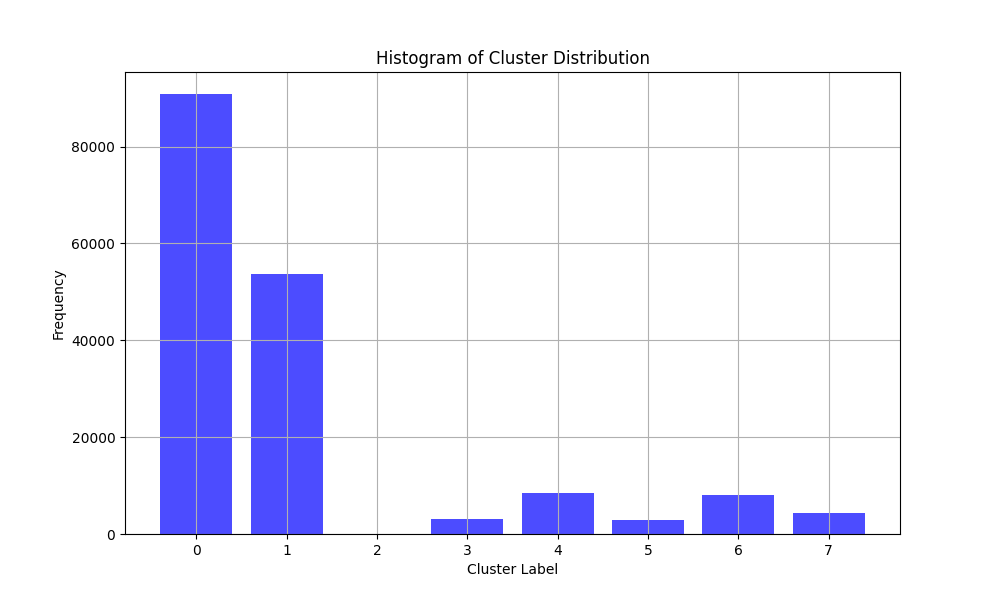 Histogram of Cluster Distribution
80000
60000
40000
20000
0
Frequency
0 1 2 3 4 5 6 7
Cluster Label